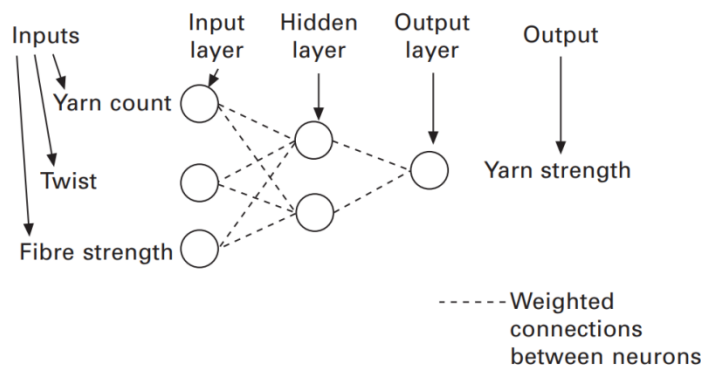 Inputs
Input
layer
Hidden
layer
Output
layer
Output
Yarn count
Twist
Fibre strength
Yarn strength
Weighted
connections
between neurons